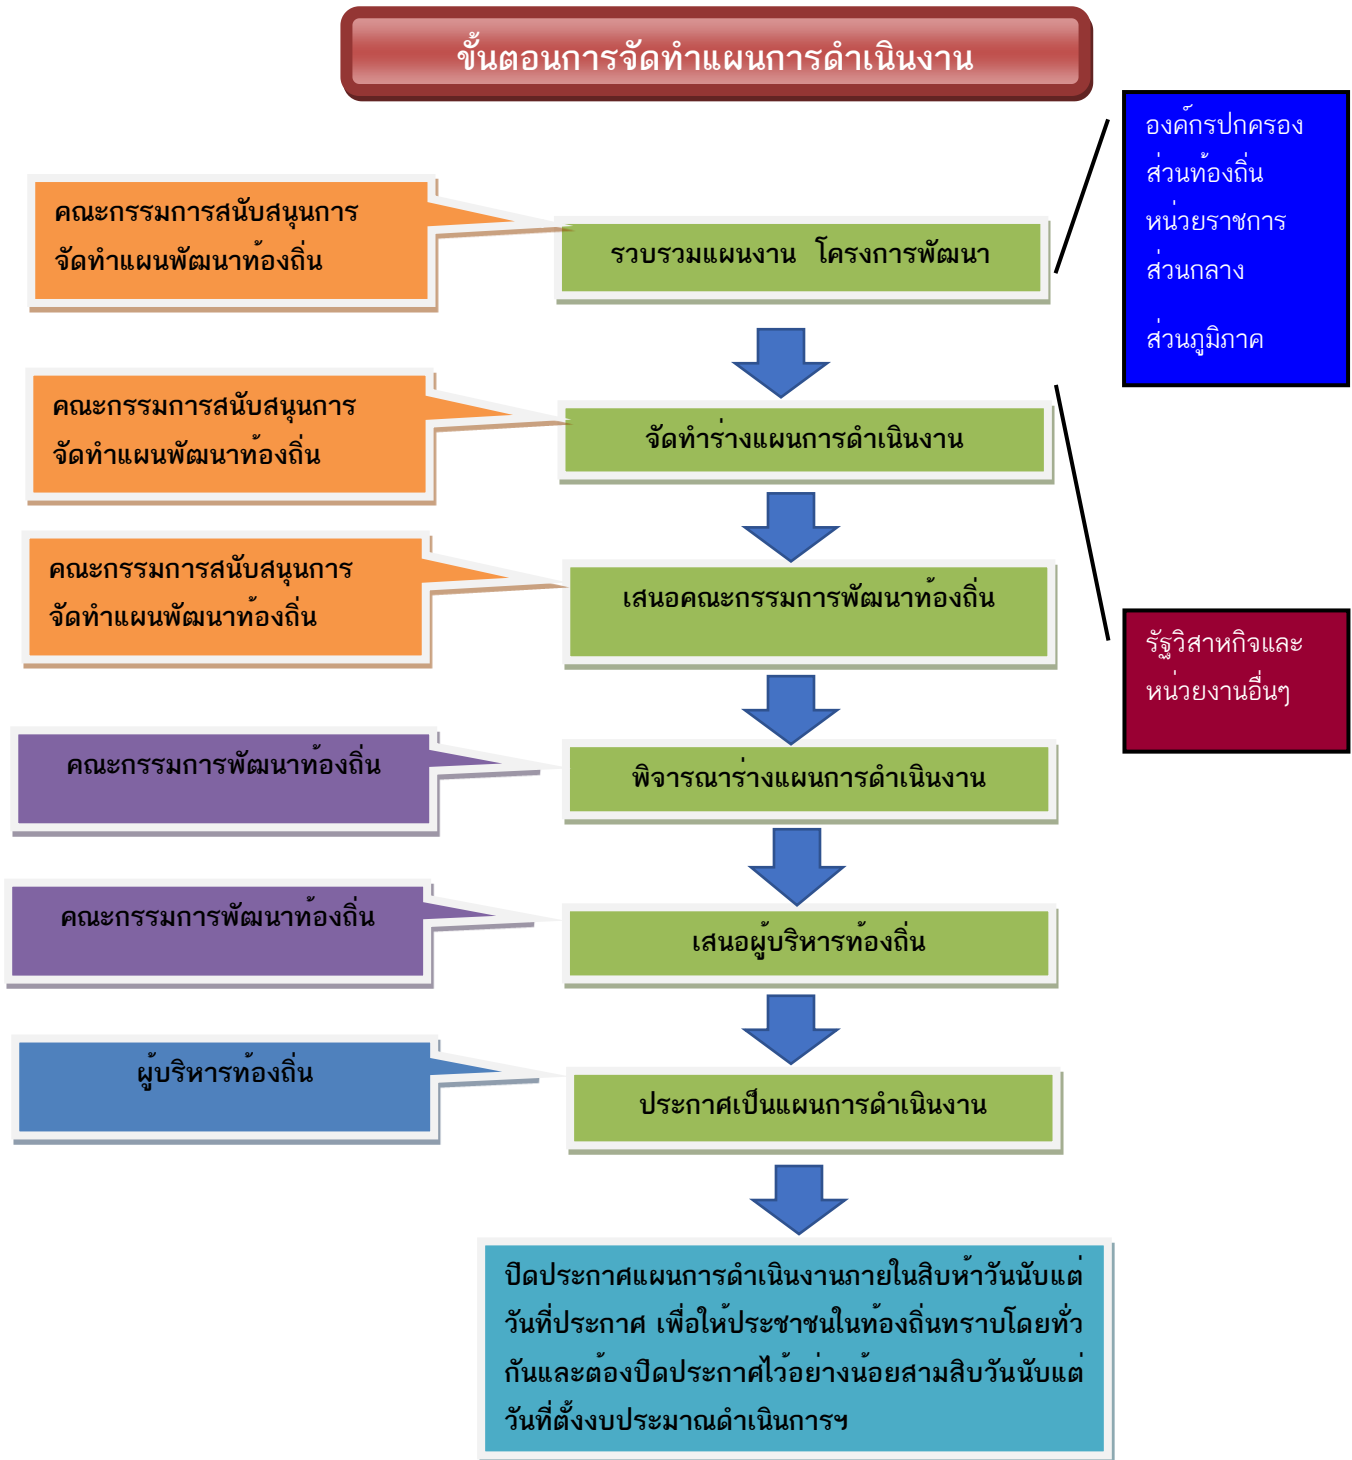 ขั้นตอนการจัดทำแผนการดำเนินงาน
องค์กรปกครอง
ส่วนท้องถิ่น
หน่วยราชการ
ส่วนกลาง
ส่วนภูมิภาค
คณะกรรมการสนับสนุนการ
จัดทำแผนพัฒนาท้องถิ่น
รวบรวมแผนงาน โครงการพัฒนา
คณะกรรมการสนับสนุนการ
จัดทำแผนพัฒนาท้องถิ่น
จัดทำร่างแผนการดำเนินงาน
คณะกรรมการสนับสนุนการ
จัดทำแผนพัฒนาท้องถิ่น
เสนอคณะกรรมการพัฒนาท้องถิ่น
รัฐวิสาหกิจและ
หน่วยงานอื่นๆ
คณะกรรมการพัฒนาท้องถิ่น
พิจารณาร่างแผนการดำเนินงาน
คณะกรรมการพัฒนาท้องถิ่น
เสนอผู้บริหารท้องถิ่น
ผู้บริหารท้องถิ่น
ประกาศเป็นแผนการดำเนินงาน
ปิดประกาศแผนการดำเนินงานภายในสิบห้าวันนับแต่
วันที่ประกาศ เพื่อให้ประชาชนในท้องถิ่นทราบโดยทั่ว
กันและต้องปิดประกาศไว้อย่างน้อยสามสิบวันนับแต่
วันที่ตั้งงบประมาณดำเนินการฯ